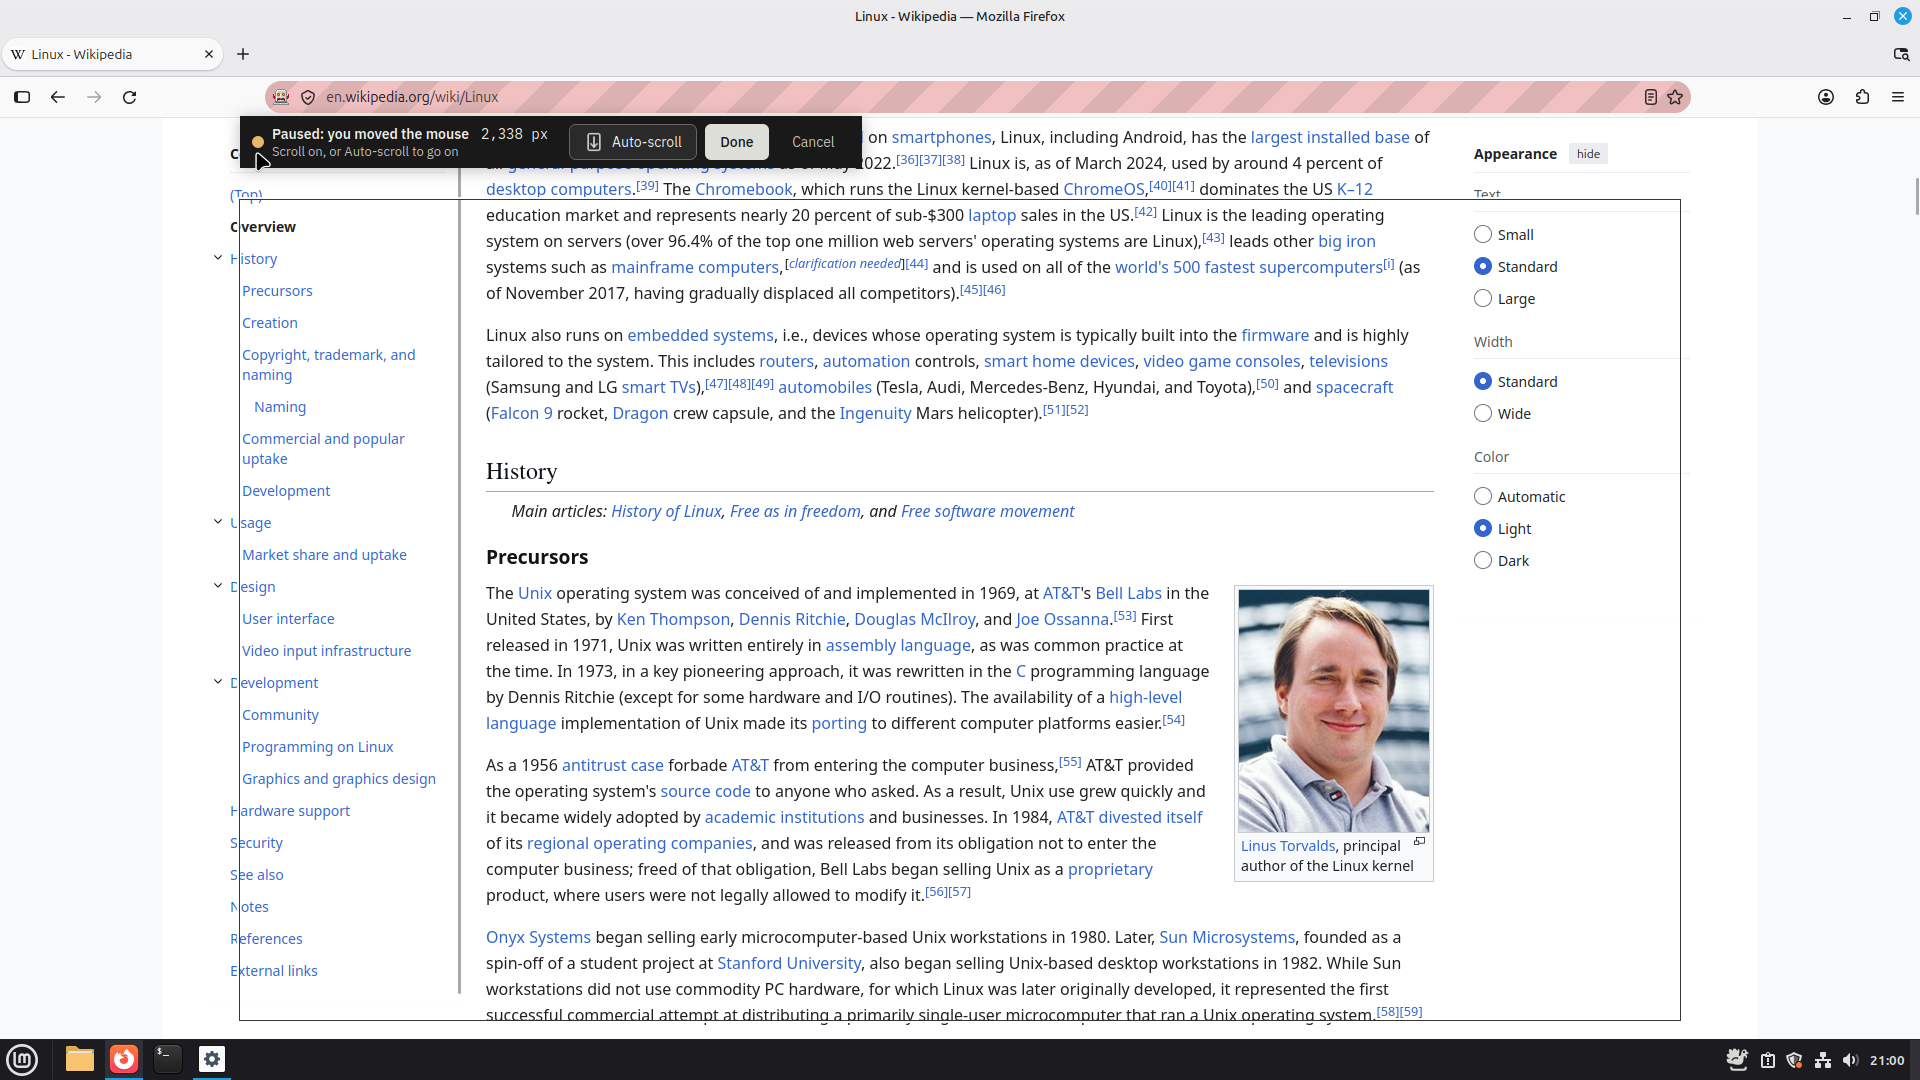 Linux - Wikipedia — Mozilla Firefox
Linux - Wikipedia
en.wikipedia.org/wiki/Linux
Paused: you moved the mouse 2,338 px
Scroll on, or Auto-scroll to go on
Auto-scroll
Done
Cancel
(Top)
Overview
History
Precursors
Creation
Copyright, trademark, and
naming
Naming
Commercial and popular
uptake
Development
Usage
Market share and uptake
Design
User interface
Video input infrastructure
Development
Community
Programming on Linux
Graphics and graphics design
Hardware support
Security
See also
Notes
References
External links
on smartphones, Linux, including Android, has the largest installed base of
2022.[36][37][38] Linux is, as of March 2024, used by around 4 percent of
desktop computers.[39] The Chromebook, which runs the Linux kernel-based ChromeOS,[40][41] dominates the US K–12
education market and represents nearly 20 percent of sub-$300 laptop sales in the US.[42] Linux is the leading operating
system on servers (over 96.4% of the top one million web servers' operating systems are Linux),[43] leads other big iron
systems such as mainframe computers,[clarification needed][44] and is used on all of the world's 500 fastest supercomputers[i] (as
of November 2017, having gradually displaced all competitors).[45][46]
Linux also runs on embedded systems, i.e., devices whose operating system is typically built into the firmware and is highly
tailored to the system. This includes routers, automation controls, smart home devices, video game consoles, televisions
(Samsung and LG smart TVs),[47][48][49] automobiles (Tesla, Audi, Mercedes-Benz, Hyundai, and Toyota),[50] and spacecraft
(Falcon 9 rocket, Dragon crew capsule, and the Ingenuity Mars helicopter).[51][52]
History
Main articles: History of Linux, Free as in freedom, and Free software movement
Precursors
The Unix operating system was conceived of and implemented in 1969, at AT&T's Bell Labs in the
United States, by Ken Thompson, Dennis Ritchie, Douglas McIlroy, and Joe Ossanna.[53] First
released in 1971, Unix was written entirely in assembly language, as was common practice at
the time. In 1973, in a key pioneering approach, it was rewritten in the C programming language
by Dennis Ritchie (except for some hardware and I/O routines). The availability of a high-level
language implementation of Unix made its porting to different computer platforms easier.[54]
As a 1956 antitrust case forbade AT&T from entering the computer business,[55] AT&T provided
the operating system's source code to anyone who asked. As a result, Unix use grew quickly and
it became widely adopted by academic institutions and businesses. In 1984, AT&T divested itself
of its regional operating companies, and was released from its obligation not to enter the
computer business; freed of that obligation, Bell Labs began selling Unix as a proprietary
product, where users were not legally allowed to modify it.[56][57]
Linus Torvalds, principal
author of the Linux kernel
Onyx Systems began selling early microcomputer-based Unix workstations in 1980. Later, Sun Microsystems, founded as a
spin-off of a student project at Stanford University, also began selling Unix-based desktop workstations in 1982. While Sun
workstations did not use commodity PC hardware, for which Linux was later originally developed, it represented the first
successful commercial attempt at distributing a primarily single-user microcomputer that ran a Unix operating system.[58][59]
Appearance hide
Text
Small
Standard
Large
Width
Standard
Wide
Color
Automatic
Light
Dark
21:00